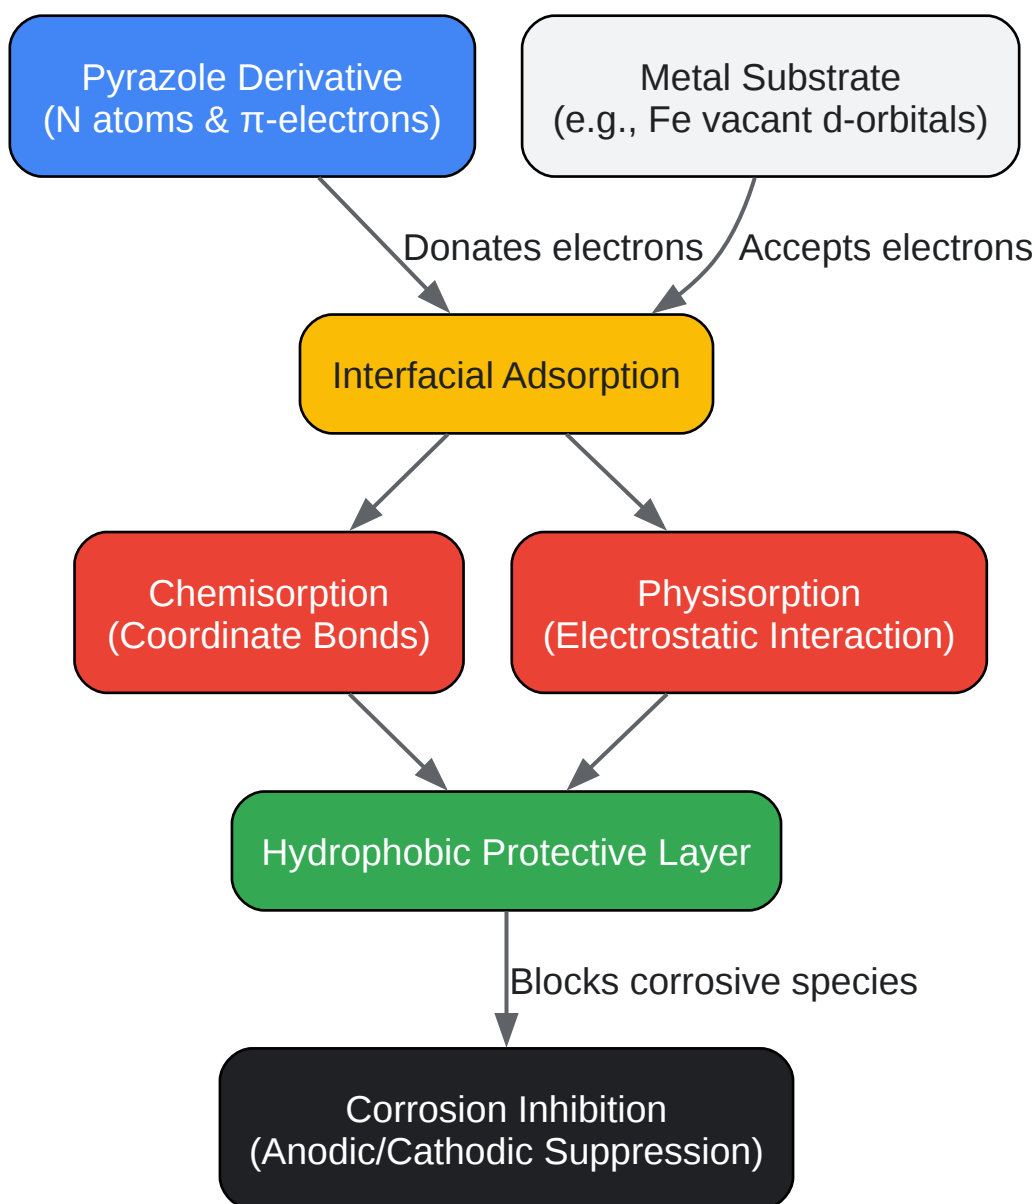 Pyrazole Derivative
(N atoms & π-electrons)
Metal Substrate
(e.g., Fe vacant d-orbitals)
Donates electrons
Accepts electrons
Interfacial Adsorption
Chemisorption
(Coordinate Bonds)
Physisorption
(Electrostatic Interaction)
Hydrophobic Protective Layer
Blocks corrosive species
Corrosion Inhibition
(Anodic/Cathodic Suppression)